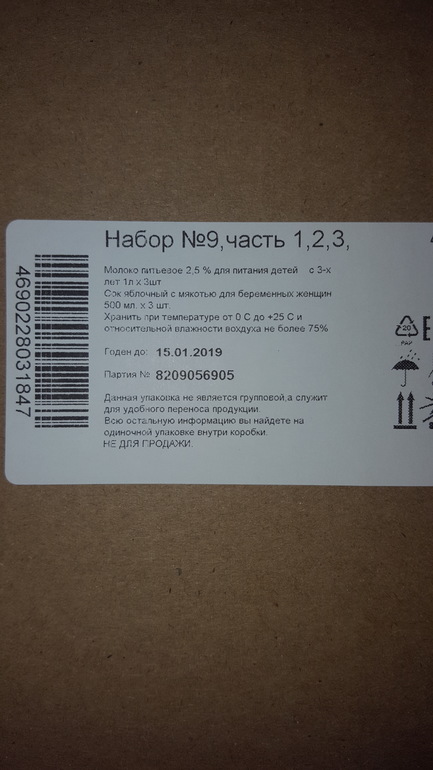 Набор №9,часть 1,2,3,
Молоко питьевое 2,5 % для питания детей с 3-х
лет 1л х 3шт
Сок яблочный с мякотью для беременных женщин
500 мл. х 3 шт.
Хранить при температуре от 0 С до +25 С и
относительной влажности воздуха не более 75%
Годен до: 15.01.2019
Партия № 8209056905
Данная упаковка не является групповой,а служит
для удобного переноса продукции.
Всю остальную информацию вы найдете на
одиночной упаковке внутри коробки.
НЕ ДЛЯ ПРОДАЖИ.
4690228031847
20
PAP